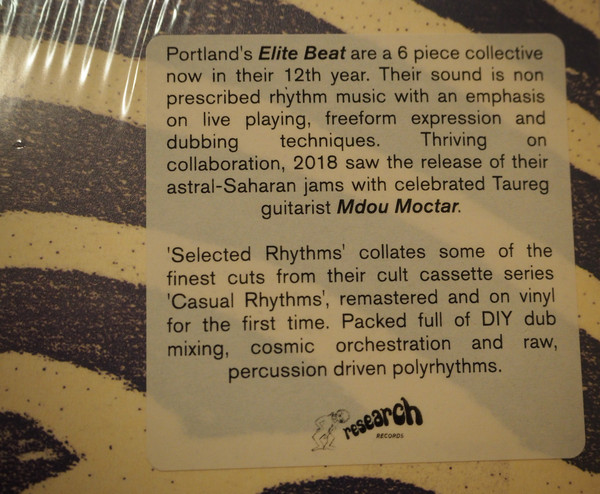 Portland's Elite Beat are a 6 piece collective
now in their 12th year. Their sound is non
prescribed rhythm music with an emphasis
on live playing, freeform expression and
dubbing techniques. Thriving on
collaboration, 2018 saw the release of their
astral-Saharan jams with celebrated Taureg
guitarist Mdou Moctar.
'Selected Rhythms' collates some of the
finest cuts from their cult cassette series
'Casual Rhythms', remastered and on vinyl
for the first time. Packed full of DIY dub
mixing, cosmic orchestration and raw,
percussion driven polyrhythms.
research
RECORDS